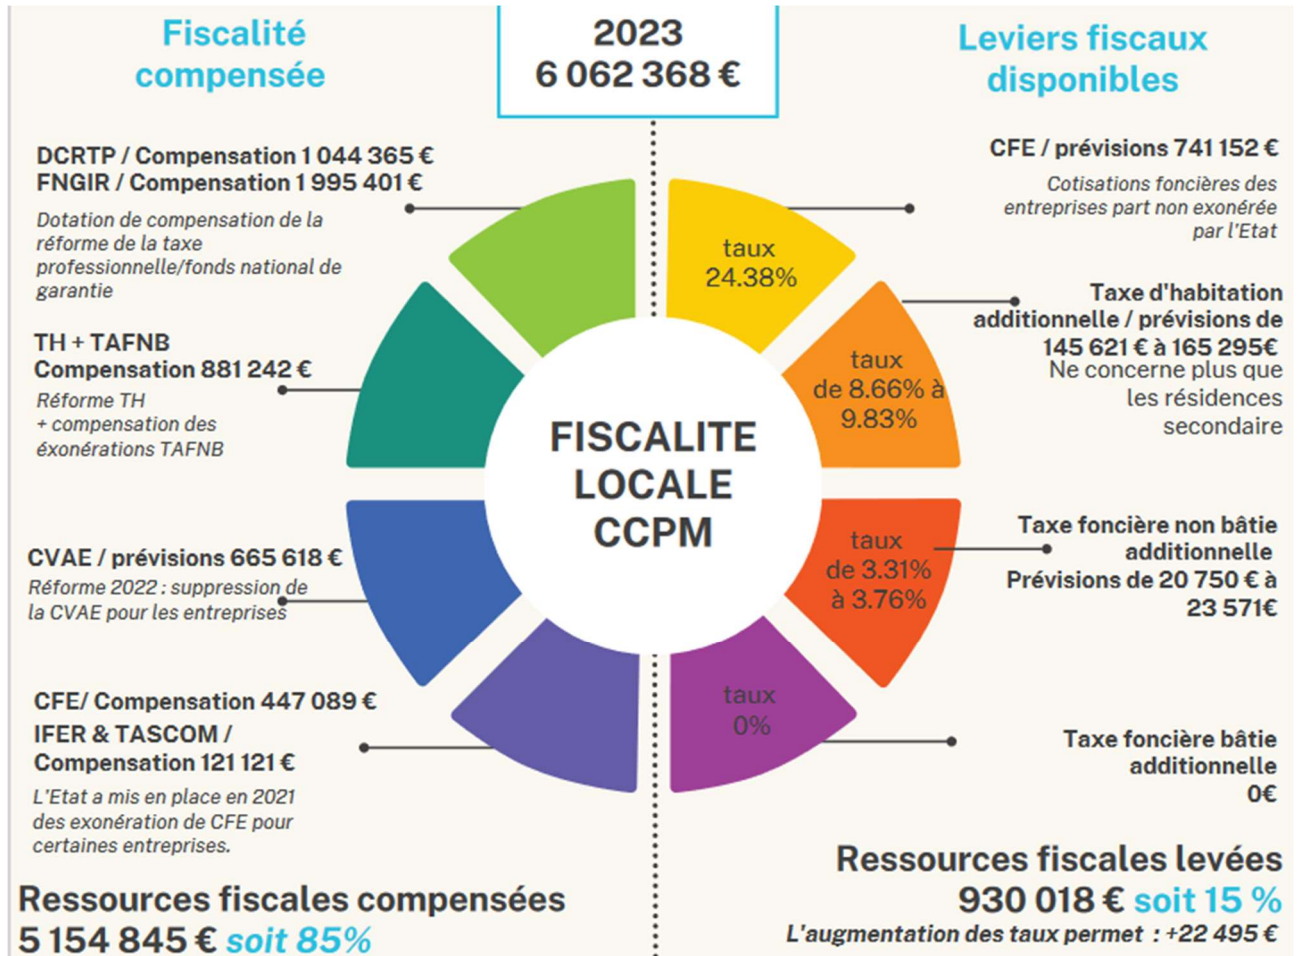 Fiscalité
compensée
2023
6 062 368 €
Leviers fiscaux
disponibles
DCRTP / Compensation 1 044 365 €
FNGIR / Compensation 1 995 401 €
Dotation de compensation de la
réforme de la taxe
professionnelle/fonds national de
garantie
TH + TAFNB
Compensation 881 242 €
Réforme TH
+ compensation des
éxonérations TAFNB
CVAE / prévisions 665 618 €
Réforme 2022 : suppression de
la CVAE pour les entreprises
CFE/ Compensation 447 089 €
IFER & TASCOM /
Compensation 121 121 €
L'Etat a mis en place en 2021
des exonération de CFE pour
certaines entreprises.
Ressources fiscales compensées
5 154 845 € soit 85%
FISCALITE
LOCALE
CCPM
taux
24.38%
taux
de 8.66% à
9.83%
taux
de 3.31%
à 3.76%
taux
0%
CFE / prévisions 741 152 €
Cotisations foncières des
entreprises part non exonérée
par l'Etat
Taxe d'habitation
additionnelle / prévisions de
145 621 € à 165 295€
Ne concerne plus que
les résidences
secondaire
Taxe foncière non bâtie
additionnelle
Prévisions de 20 750 € à
23 571€
Taxe foncière bâtie
additionnelle
0€
Ressources fiscales levées
930 018 € soit 15 %
L'augmentation des taux permet : +22 495 €